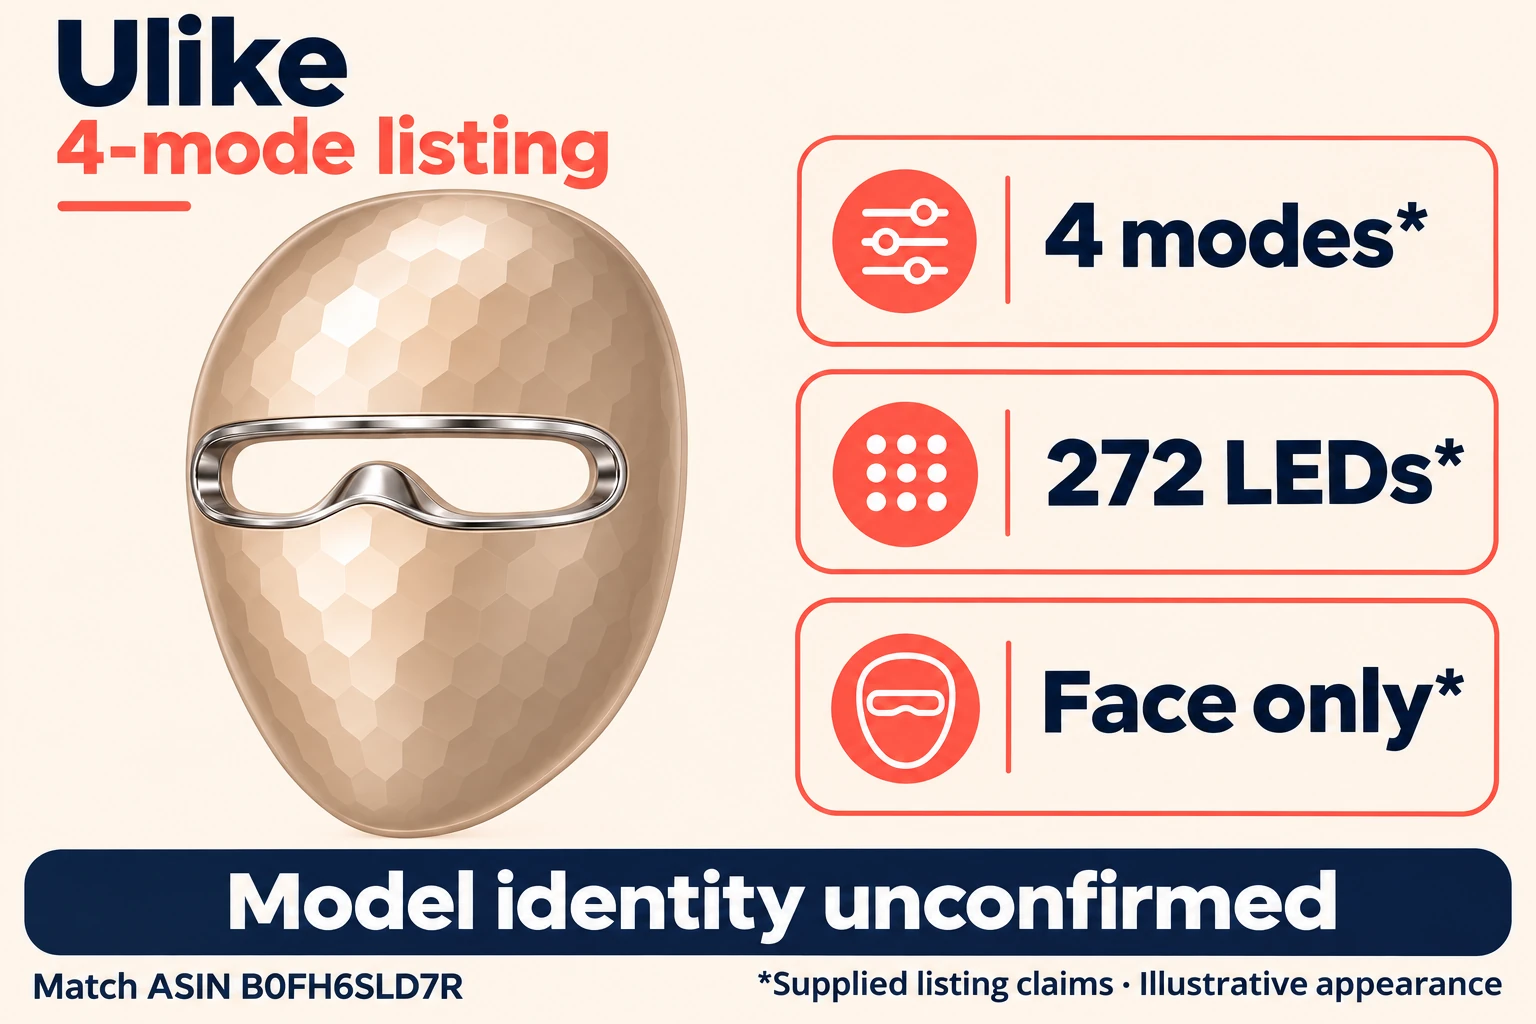 Ulike
4-mode listing
4 modes*
272 LEDs*
Face only*
Model identity unconfirmed
Match ASIN B0FH6SLD7R
*Supplied listing claims · Illustrative appearance